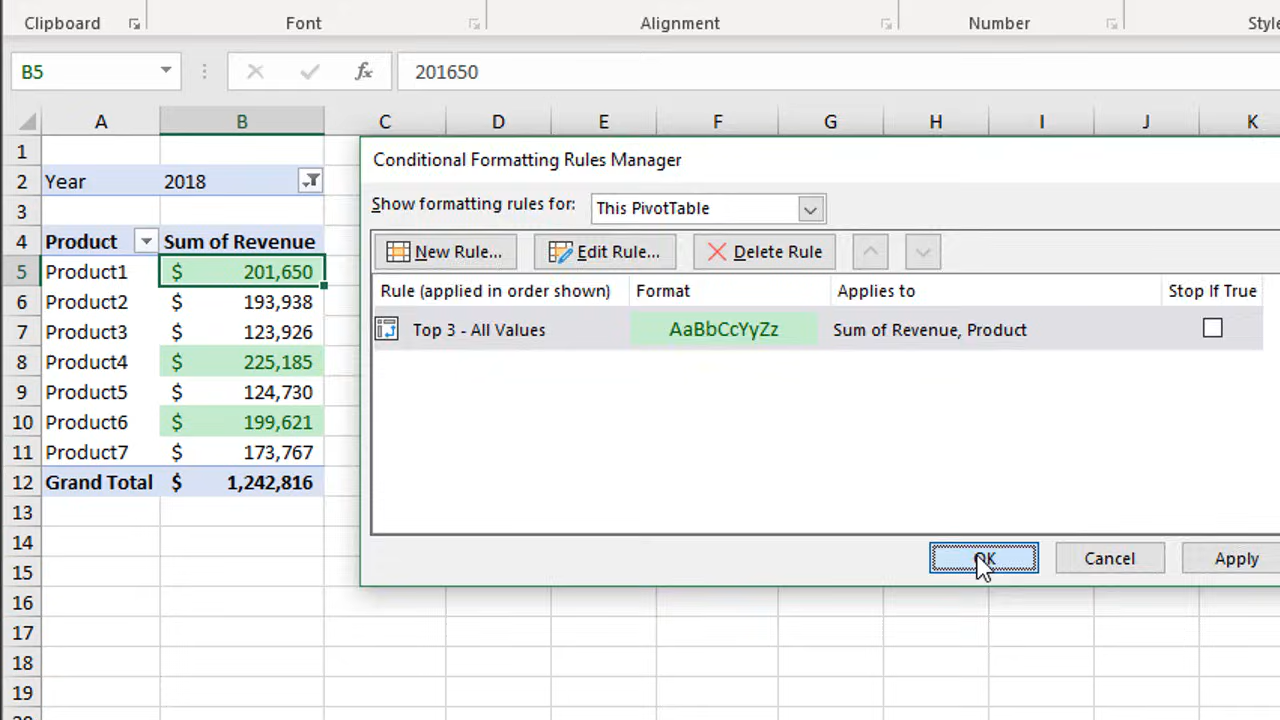 Clipboard Font Alignment Number
B5 fx 201650
A B C D E F G H I J K
1
2 Year 2018
3
4 Product Sum of Revenue
5 Product1 $ 201,650
6 Product2 $ 193,938
7 Product3 $ 123,926
8 Product4 $ 225,185
9 Product5 $ 124,730
10 Product6 $ 199,621
11 Product7 $ 173,767
12 Grand Total $ 1,242,816
13
14
15
16
17
18
19
Conditional Formatting Rules Manager
Show formatting rules for: This PivotTable
New Rule... Edit Rule... Delete Rule
Rule (applied in order shown) Format Applies to Stop If True
Top 3 - All Values AaBbCcYyZz Sum of Revenue, Product
OK Cancel Apply